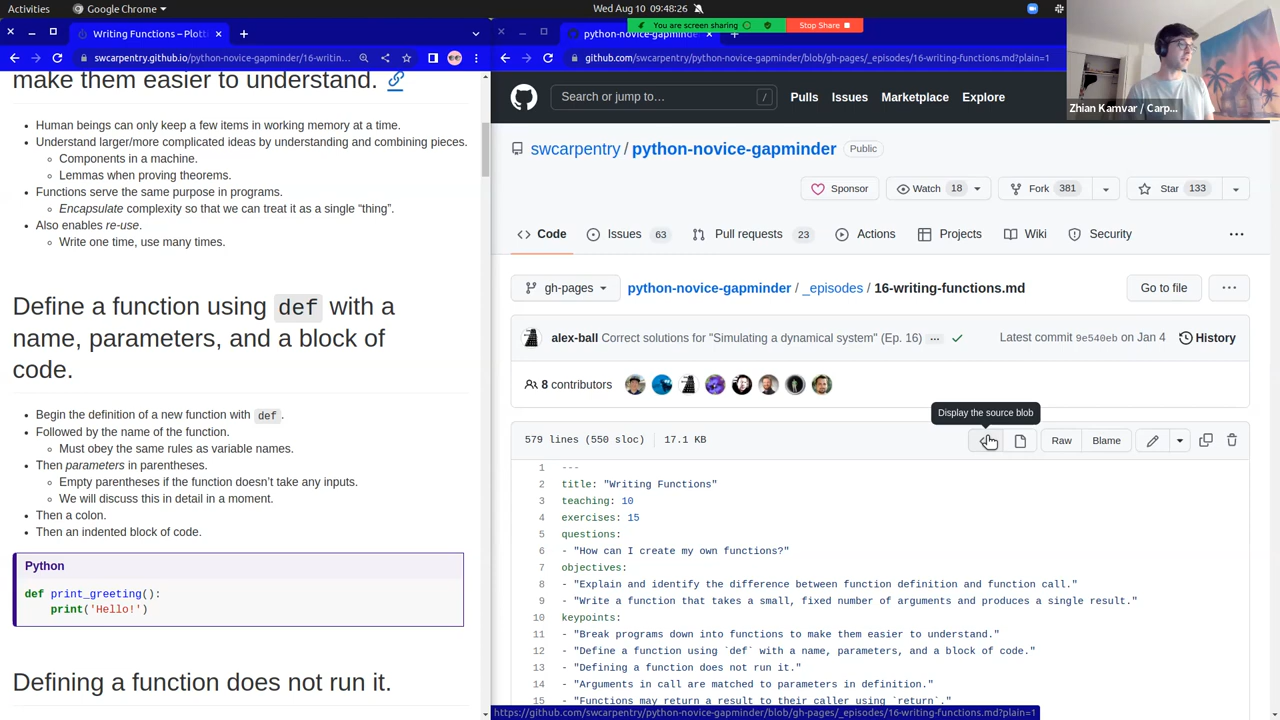 Activities
Google Chrome
Wed Aug 10 09:48:26
You are screen sharing
Stop Share
Writing Functions – Plott
swcarpentry.github.io/python-novice-gapminder/16-writin…
make them easier to understand.
Human beings can only keep a few items in working memory at a time.
Understand larger/more complicated ideas by understanding and combining pieces.
Components in a machine.
Lemmas when proving theorems.
Functions serve the same purpose in programs.
Encapsulate complexity so that we can treat it as a single “thing”.
Also enables re-use.
Write one time, use many times.
Define a function using def with a
name, parameters, and a block of
code.
Begin the definition of a new function with def.
Followed by the name of the function.
Must obey the same rules as variable names.
Then parameters in parentheses.
Empty parentheses if the function doesn’t take any inputs.
We will discuss this in detail in a moment.
Then a colon.
Then an indented block of code.
Python
def print_greeting():
print('Hello!')
Defining a function does not run it.
python-novice-gapminder/
github.com/swcarpentry/python-novice-gapminder/blob/gh-pages/_episodes/16-writing-functions.md?plain=1
Zhian Kamvar / Carp...
Search or jump to…
/
Pulls
Issues
Marketplace
Explore
swcarpentry / python-novice-gapminder
Public
Sponsor
Watch 18
Fork 381
Star 133
Code
Issues 63
Pull requests 23
Actions
Projects
Wiki
Security
gh-pages
python-novice-gapminder / _episodes / 16-writing-functions.md
Go to file
alex-ball Correct solutions for "Simulating a dynamical system" (Ep. 16)
Latest commit 9e540eb on Jan 4
History
8 contributors
Display the source blob
579 lines (550 sloc)
17.1 KB
Raw
Blame
1 ---
2 title: "Writing Functions"
3 teaching: 10
4 exercises: 15
5 questions:
6 - "How can I create my own functions?"
7 objectives:
8 - "Explain and identify the difference between function definition and function call."
9 - "Write a function that takes a small, fixed number of arguments and produces a single result."
10 keypoints:
11 - "Break programs down into functions to make them easier to understand."
12 - "Define a function using `def` with a name, parameters, and a block of code."
13 - "Defining a function does not run it."
14 - "Arguments in call are matched to parameters in definition."
15 - "Functions may return a result to their caller using `return`."
https://github.com/swcarpentry/python-novice-gapminder/blob/gh-pages/_episodes/16-writing-functions.md?plain=1